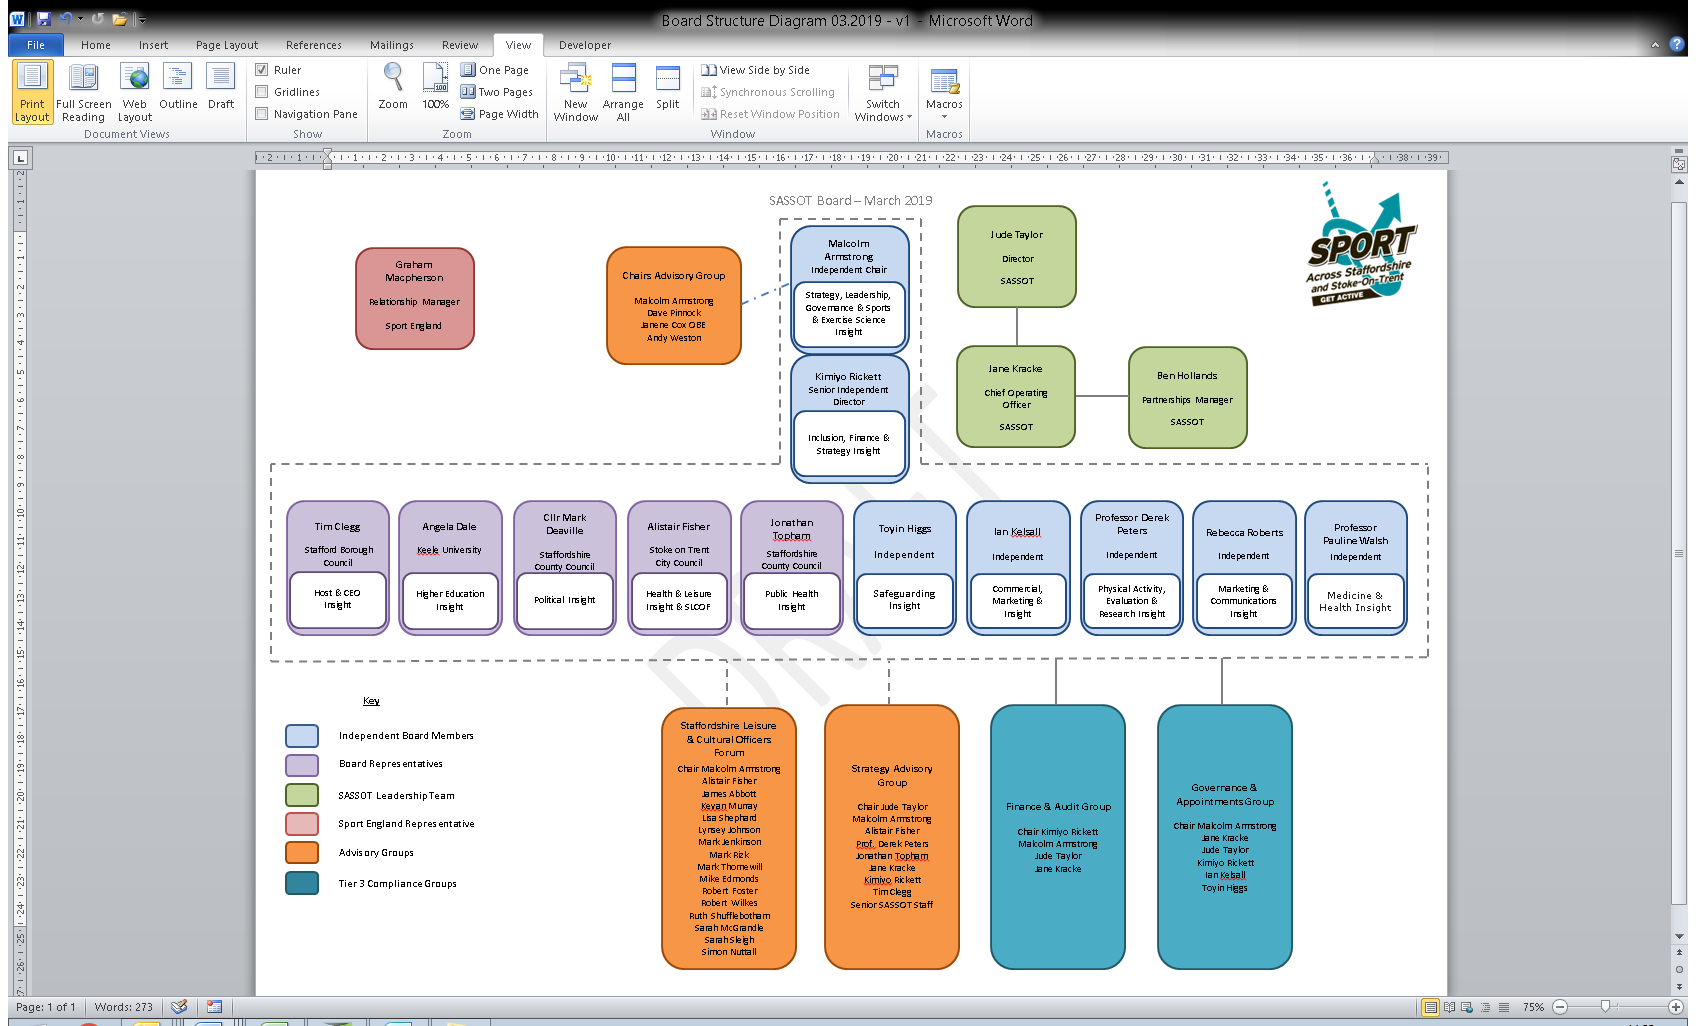 Board Structure Diagram 03.2019 - v1 - Microsoft Word
File Home Insert Page Layout References Mailings Review View Developer
Print Layout
Full Screen Reading
Web Layout
Outline
Draft
Document Views
Ruler
Gridlines
Navigation Pane
Show
Zoom
100%
One Page
Two Pages
Page Width
Zoom
New Window
Arrange All
Split
View Side by Side
Synchronous Scrolling
Reset Window Position
Window
Switch Windows
Macros
Macros
SASSOT Board – March 2019
Graham
Macpherson
Relationship Manager
Sport England
Chairs Advisory Group
Malcolm Armstrong
Dave Pinnock
Janene Cox OBE
Andy Weston
Malcolm
Armstrong
Independent Chair
Strategy, Leadership,
Governance & Sports
& Exercise Science
Insight
Kimiyo Rickett
Senior Independent
Director
Inclusion, Finance &
Strategy Insight
Jude Taylor
Director
SASSOT
Jane Kracke
Chief Operating
Officer
SASSOT
Ben Hollands
Partnerships Manager
SASSOT
SPORT
Across Staffordshire
and Stoke-On-Trent
GET ACTIVE
DRAFT
Tim Clegg
Stafford Borough
Council
Host & CEO
Insight
Angela Dale
Keele University
Higher Education
Insight
Cllr Mark
Deaville
Staffordshire
County Council
Political Insight
Alistair Fisher
Stoke on Trent
City Council
Health & Leisure
Insight & SLCOF
Jonathan
Topham
Staffordshire
County Council
Public Health
Insight
Toyin Higgs
Independent
Safeguarding
Insight
Ian Kelsall
Independent
Commercial,
Marketing &
Insight
Professor Derek
Peters
Independent
Physical Activity,
Evaluation &
Research Insight
Rebecca Roberts
Independent
Marketing &
Communications
Insight
Professor
Pauline Walsh
Independent
Medicine &
Health Insight
Key
Independent Board Members
Board Representatives
SASSOT Leadership Team
Sport England Representative
Advisory Groups
Tier 3 Compliance Groups
Staffordshire Leisure
& Cultural Officers
Forum
Chair Malcolm Armstrong
Alistair Fisher
James Abbott
Kevan Murray
Lisa Shephard
Lynsey Johnson
Mark Jenkinson
Mark Rizk
Mark Thornewill
Mike Edmonds
Robert Foster
Robert Wilkes
Ruth Shufflebotham
Sarah McGrandle
Sarah Sleigh
Simon Nuttall
Strategy Advisory
Group
Chair Jude Taylor
Malcolm Armstrong
Alistair Fisher
Prof. Derek Peters
Jonathan Topham
Jane Kracke
Kimiyo Rickett
Tim Clegg
Senior SASSOT Staff
Finance & Audit Group
Chair Kimiyo Rickett
Malcolm Armstrong
Jude Taylor
Jane Kracke
Governance &
Appointments Group
Chair Malcolm Armstrong
Jane Kracke
Jude Taylor
Kimiyo Rickett
Ian Kelsall
Toyin Higgs
Page: 1 of 1 Words: 273 75%